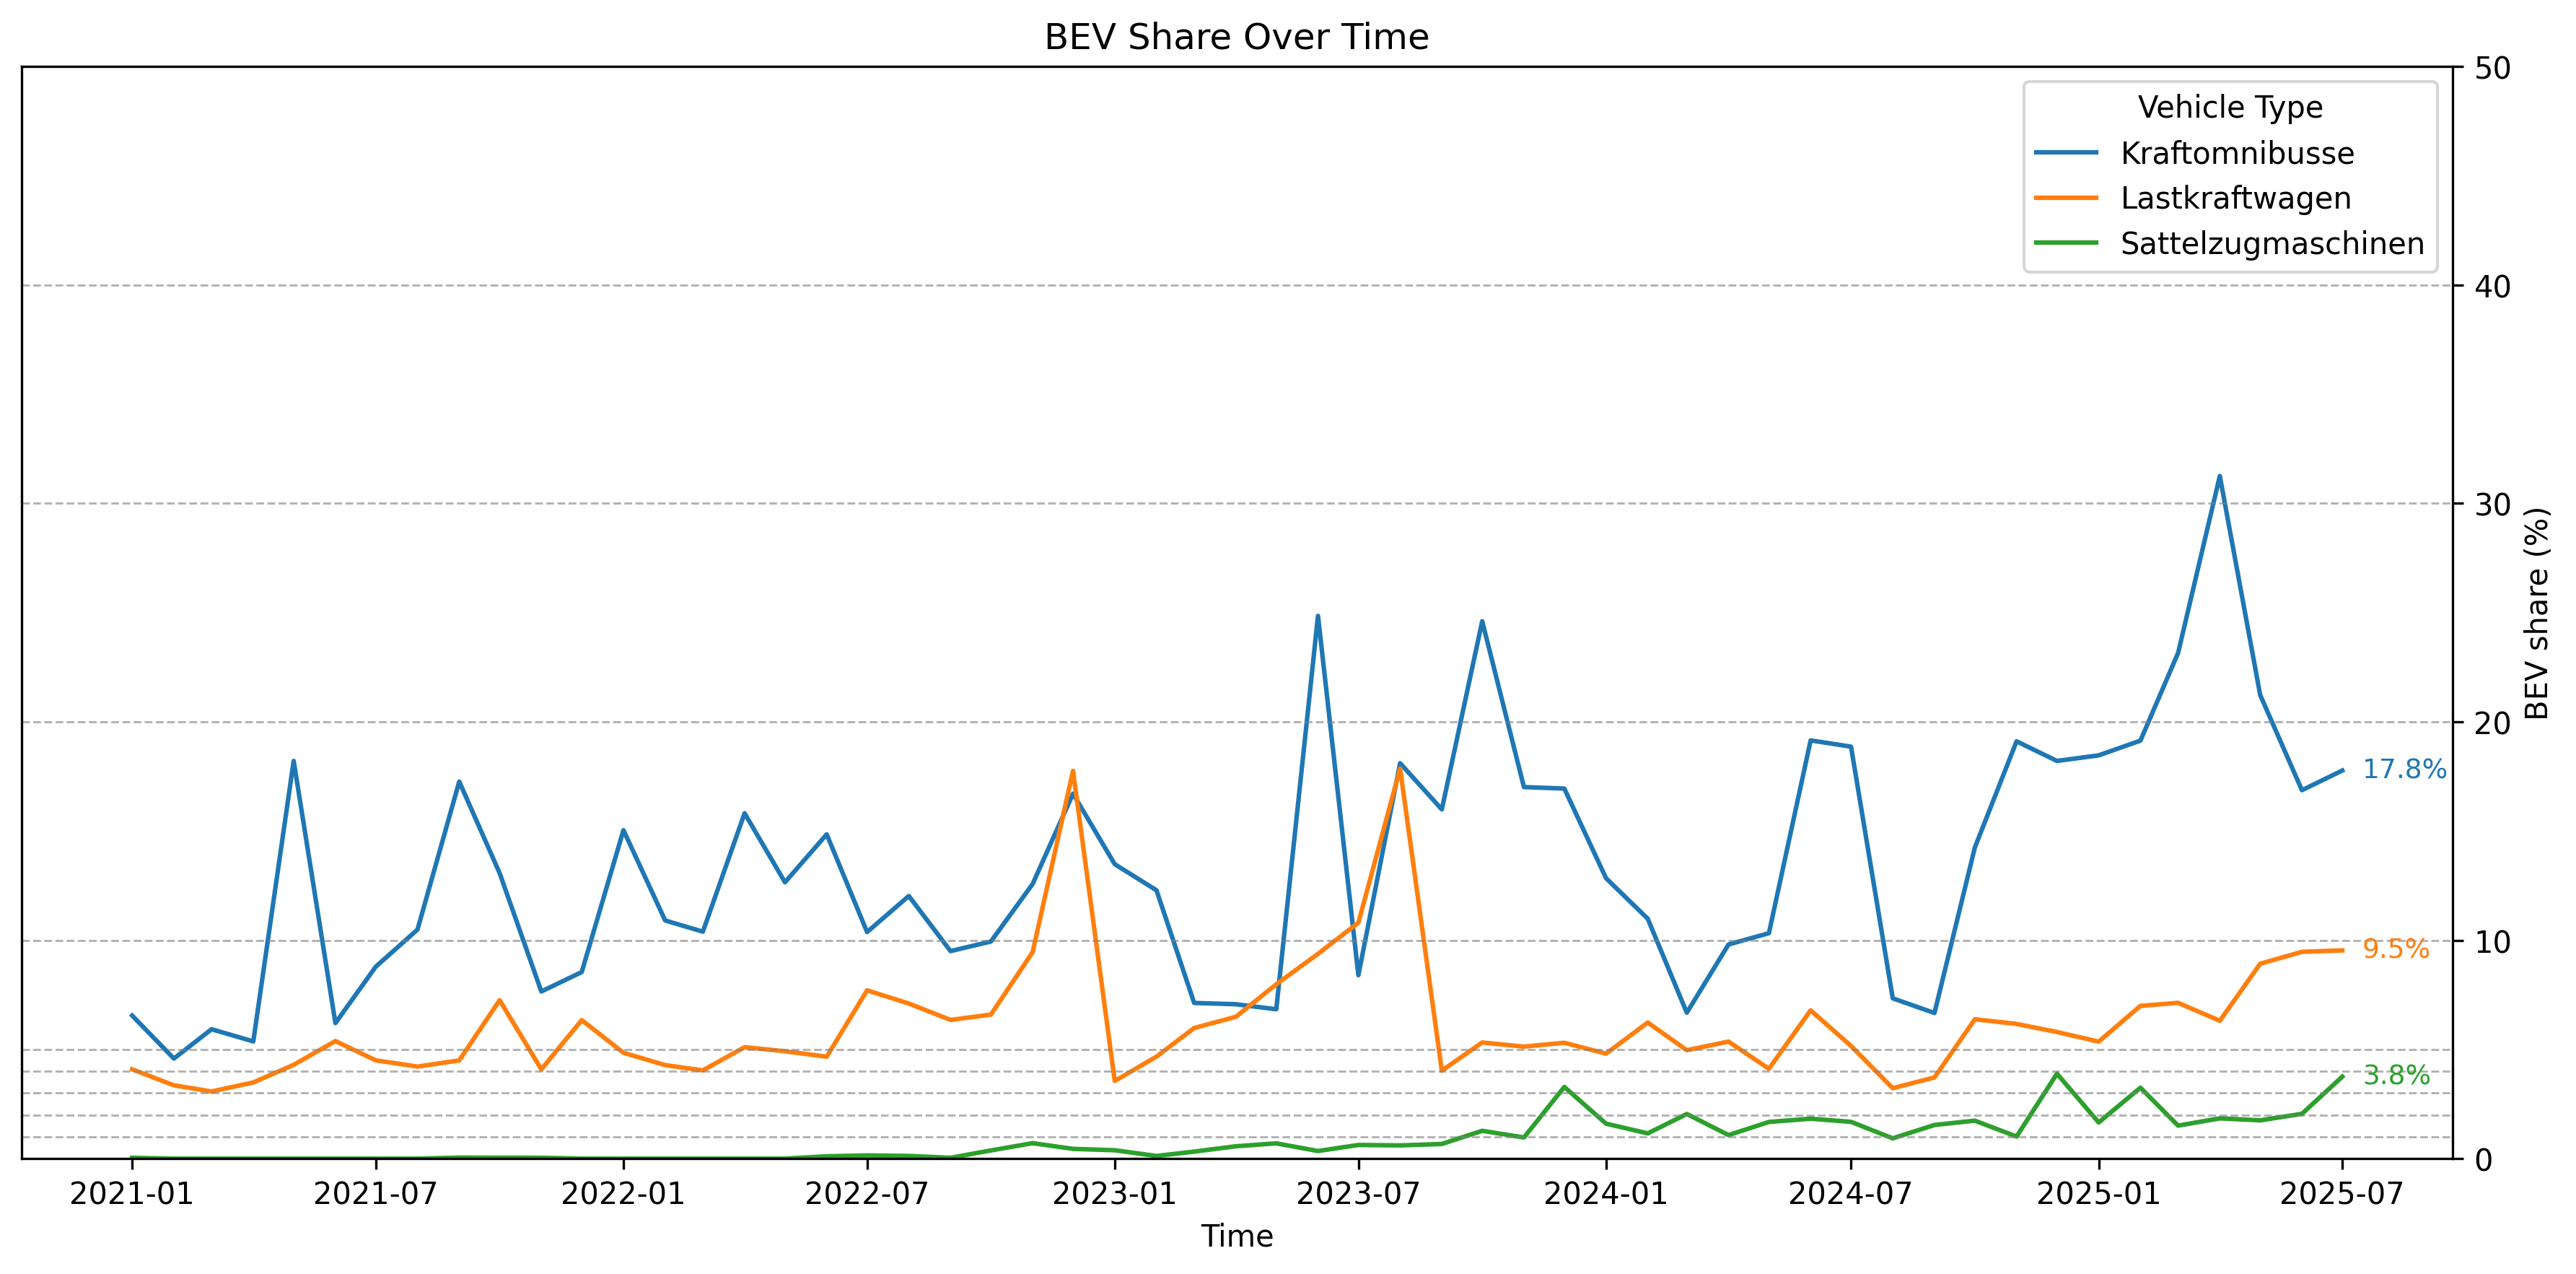 BEV Share Over Time
Vehicle Type
Kraftomnibusse
Lastkraftwagen
Sattelzugmaschinen
50
40
30
20
10
0
BEV share (%)
17.8%
9.5%
3.8%
2021-01 2021-07 2022-01 2022-07 2023-01 2023-07 2024-01 2024-07 2025-01 2025-07
Time